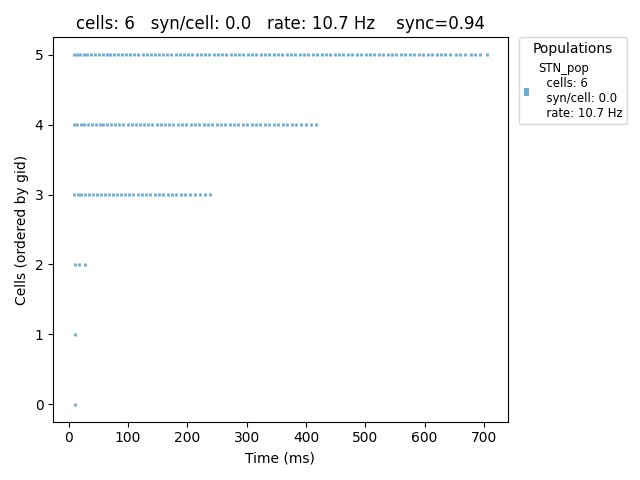 cells: 6   syn/cell: 0.0   rate: 10.7 Hz    sync=0.94
Populations
STN_pop
cells: 6
syn/cell: 0.0
rate: 10.7 Hz
5
4
3
2
1
0
Cells (ordered by gid)
0 100 200 300 400 500 600 700
Time (ms)